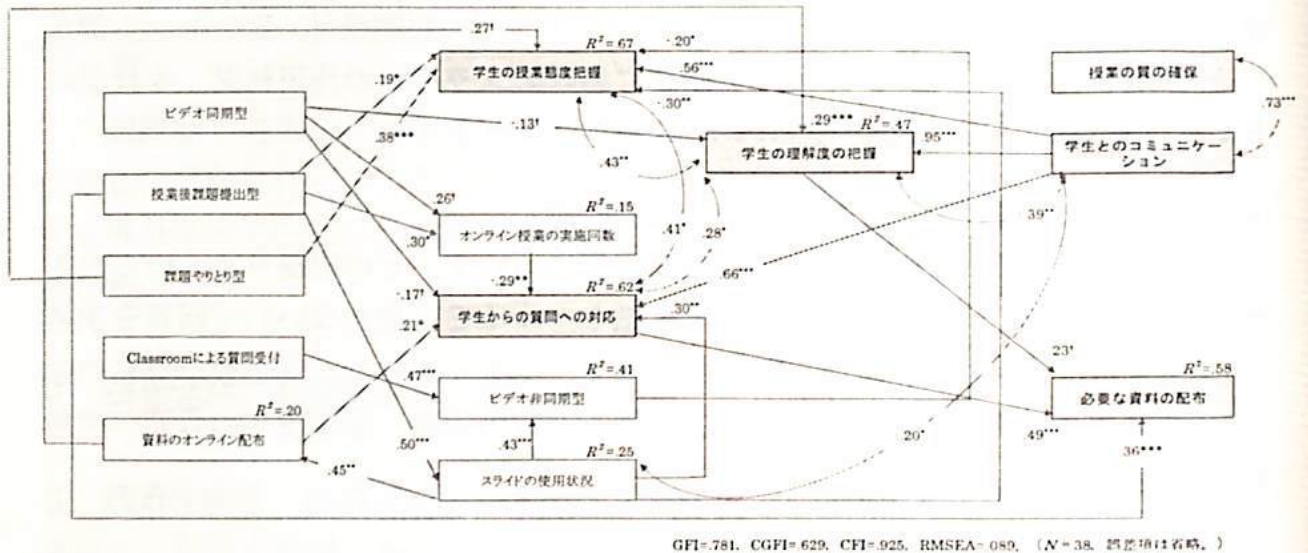 .27†
R²=.67
-.20*
学生の授業態度把握
.56***
授業の質の確保
.19*
ビデオ同期型
.38***
-.30**
.73***
-.13†
.29***
R²=.47
.43**
学生の理解度の把握
.95***
学生とのコミュニケーション
授業後課題提出型
.26†
R²=.15
.30*
オンライン授業の実施回数
.41*
.28*
.39**
課題やりとり型
-.29**
.66***
-.17†
R²=.62
.21*
学生からの質問への対応
.30**
Classroomによる質問受付
.23†
.47***
R²=.41
R²=.58
ビデオ非同期型
必要な資料の配布
R²=.20
資料のオンライン配布
.50***
.43***
R²=.25
.20*
.49***
.36***
.45**
スライドの使用状況
GFI=.781, CGFI=.629, CFI=.925, RMSEA=.089, (N=38, 誤差項は省略。)